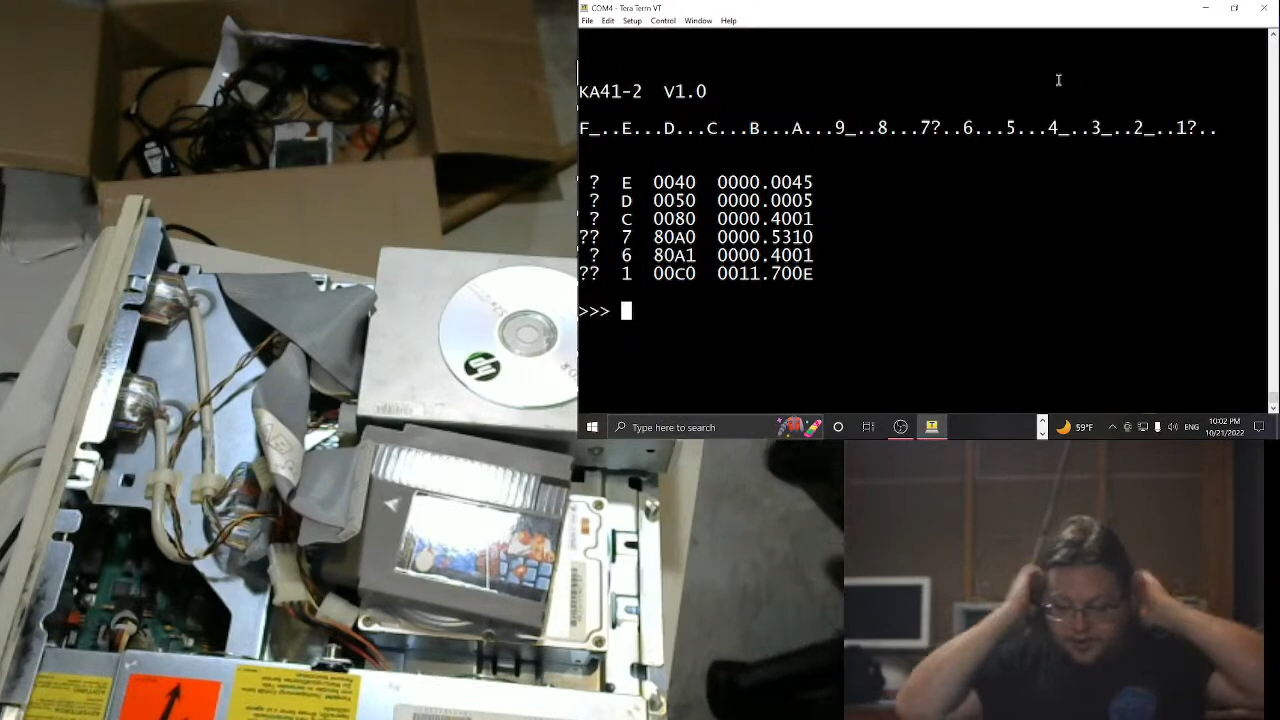 COM4 - Tera Term VT
File Edit Setup Control Window Help
KA41-2 V1.0
F_..E...D...C...B...A...9_..8...7?..6...5...4_..3_..2_..1?..
? E 0040 0000.0045
? D 0050 0000.0005
? C 0080 0000.4001
?? 7 80A0 0000.5310
? 6 80A1 0000.4001
?? 1 00C0 0011.700E
>>>
Type here to search
59°F
ENG
10:02 PM
10/21/2022
hp